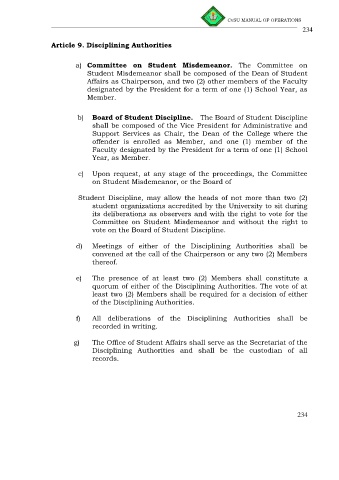 CvSU MANUAL OF OPERATIONS
234
Article 9. Disciplining Authorities
a) Committee on Student Misdemeanor. The Committee on
Student Misdemeanor shall be composed of the Dean of Student
Affairs as Chairperson, and two (2) other members of the Faculty
designated by the President for a term of one (1) School Year, as
Member.
b) Board of Student Discipline. The Board of Student Discipline
shall be composed of the Vice President for Administrative and
Support Services as Chair, the Dean of the College where the
offender is enrolled as Member, and one (1) member of the
Faculty designated by the President for a term of one (1) School
Year, as Member.
c) Upon request, at any stage of the proceedings, the Committee
on Student Misdemeanor, or the Board of
Student Discipline, may allow the heads of not more than two (2)
student organizations accredited by the University to sit during
its deliberations as observers and with the right to vote for the
Committee on Student Misdemeanor and without the right to
vote on the Board of Student Discipline.
d) Meetings of either of the Disciplining Authorities shall be
convened at the call of the Chairperson or any two (2) Members
thereof.
e) The presence of at least two (2) Members shall constitute a
quorum of either of the Disciplining Authorities. The vote of at
least two (2) Members shall be required for a decision of either
of the Disciplining Authorities.
f) All deliberations of the Disciplining Authorities shall be
recorded in writing.
g) The Office of Student Affairs shall serve as the Secretariat of the
Disciplining Authorities and shall be the custodian of all
records.
234